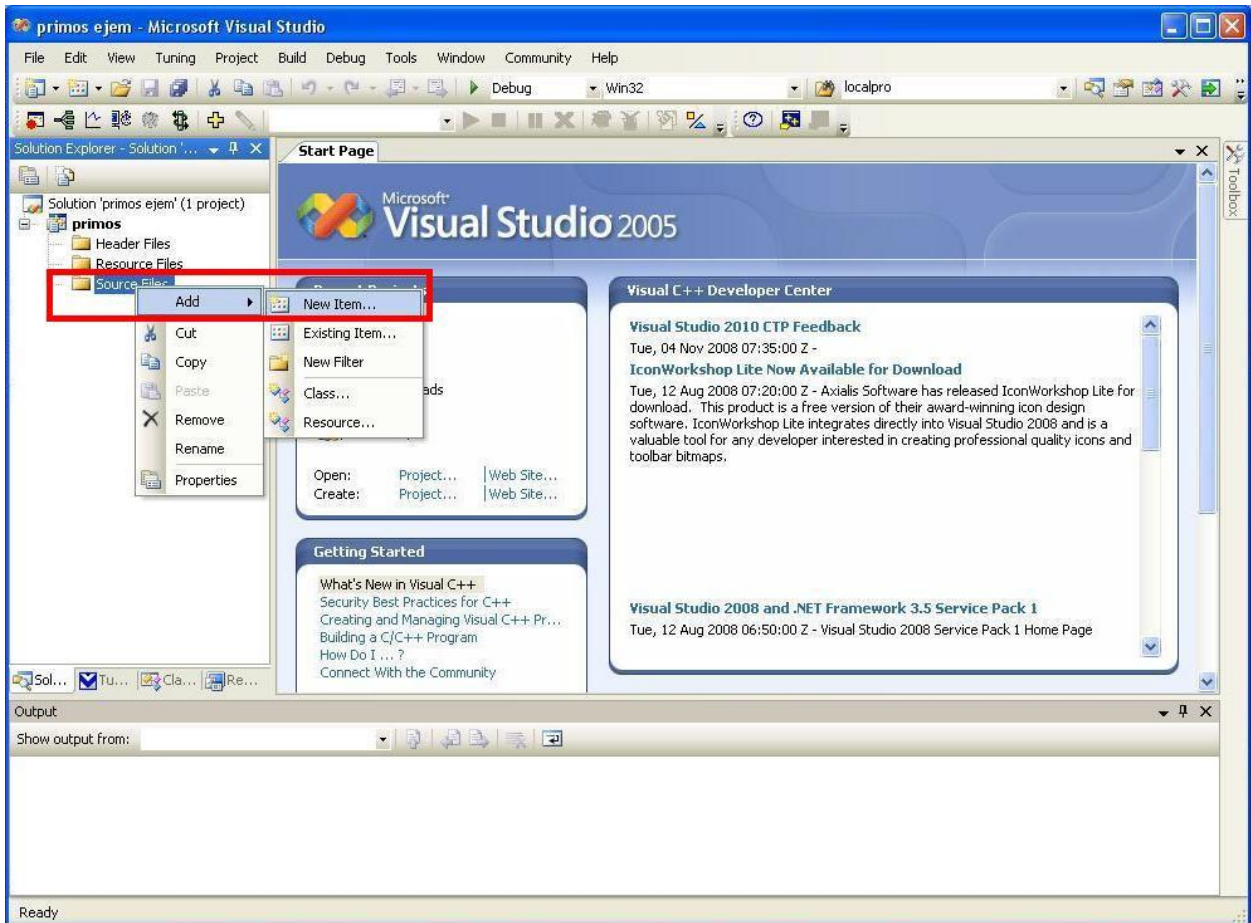 primos ejem - Microsoft Visual Studio
File Edit View Tuning Project Build Debug Tools Window Community Help
Debug Win32 localpro
Solution Explorer - Solution '...
Start Page
Toolbox
Solution 'primos ejem' (1 project)
primos
Header Files
Resource Files
Source Files
Add
Cut
Copy
Paste
Remove
Rename
Properties
New Item...
Existing Item...
New Filter
Class...
Resource...
Microsoft
Visual Studio 2005
ads
Open: Project... Web Site...
Create: Project... Web Site...
Getting Started
What's New in Visual C++
Security Best Practices for C++
Creating and Managing Visual C++ Pr...
Building a C/C++ Program
How Do I ... ?
Connect With the Community
Visual C++ Developer Center
Visual Studio 2010 CTP Feedback
Tue, 04 Nov 2008 07:35:00 Z -
IconWorkshop Lite Now Available for Download
Tue, 12 Aug 2008 07:20:00 Z - Axialis Software has released IconWorkshop Lite for
download. This product is a free version of their award-winning icon design
software. IconWorkshop Lite integrates directly into Visual Studio 2008 and is a
valuable tool for any developer interested in creating professional quality icons and
toolbar bitmaps.
Visual Studio 2008 and .NET Framework 3.5 Service Pack 1
Tue, 12 Aug 2008 06:50:00 Z - Visual Studio 2008 Service Pack 1 Home Page
Sol... Tu... Cla... Re...
Output
Show output from:
Ready